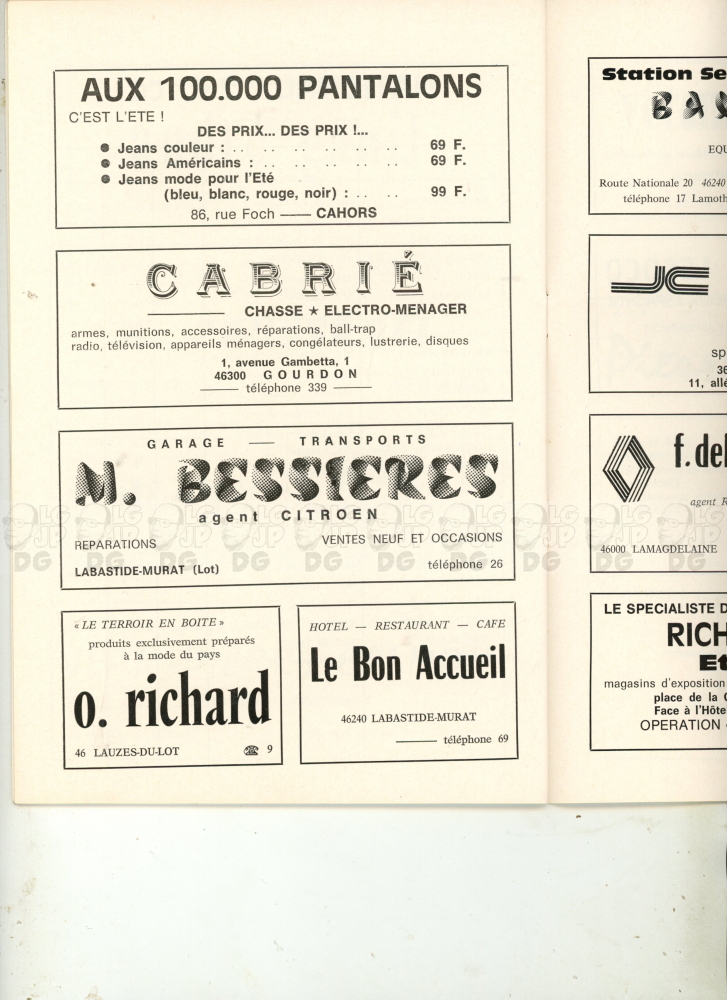 AUX 100.000 PANTALONS
C'EST L'ETE !
DES PRIX... DES PRIX !...
● Jeans couleur : .. .. .. .. .. .. 69 F.
● Jeans Américains : .. .. .. .. .. 69 F.
● Jeans mode pour l'Eté
(bleu, blanc, rouge, noir) : .. .. 99 F.
86, rue Foch —— CAHORS
CABRIÉ
CHASSE ★ ELECTRO-MENAGER
armes, munitions, accessoires, réparations, ball-trap
radio, télévision, appareils ménagers, congélateurs, lustrerie, disques
1, avenue Gambetta, 1
46300 GOURDON
téléphone 339
GARAGE — TRANSPORTS
M. BESSIERES
agent CITROEN
REPARATIONS VENTES NEUF ET OCCASIONS
LABASTIDE-MURAT (Lot) téléphone 26
« LE TERROIR EN BOITE »
produits exclusivement préparés
à la mode du pays
o. richard
46 LAUZES-DU-LOT ☎ 9
HOTEL — RESTAURANT — CAFE
Le Bon Accueil
46240 LABASTIDE-MURAT
téléphone 69
Station
Route Nationale 20 46240
téléphone 17
JC
11,
f.
agent
46000 LAMAGDELAINE
LE SPECIALISTE
magasins d'exposition
place de la
Face à
OPERATION
LG JP DG